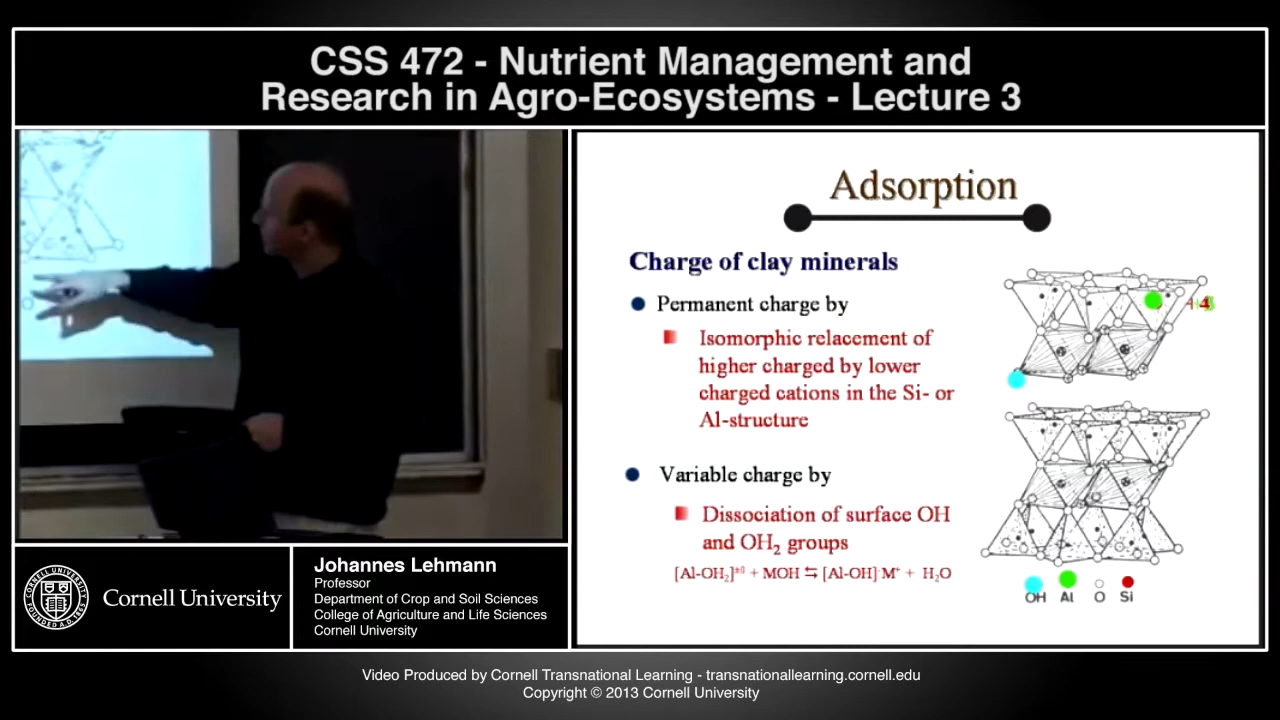 CSS 472 - Nutrient Management and
Research in Agro-Ecosystems - Lecture 3
Adsorption
Charge of clay minerals
Permanent charge by
Isomorphic relacement of
higher charged by lower
charged cations in the Si- or
Al-structure
Variable charge by
Dissociation of surface OH
and OH₂ groups
[Al-OH₂]±0 + MOH ⇆ [Al-OH]⁻M⁺ + H₂O
OH Al O Si
Cornell University
Johannes Lehmann
Professor
Department of Crop and Soil Sciences
College of Agriculture and Life Sciences
Cornell University
Video Produced by Cornell Transnational Learning - transnationallearning.cornell.edu
Copyright © 2013 Cornell University